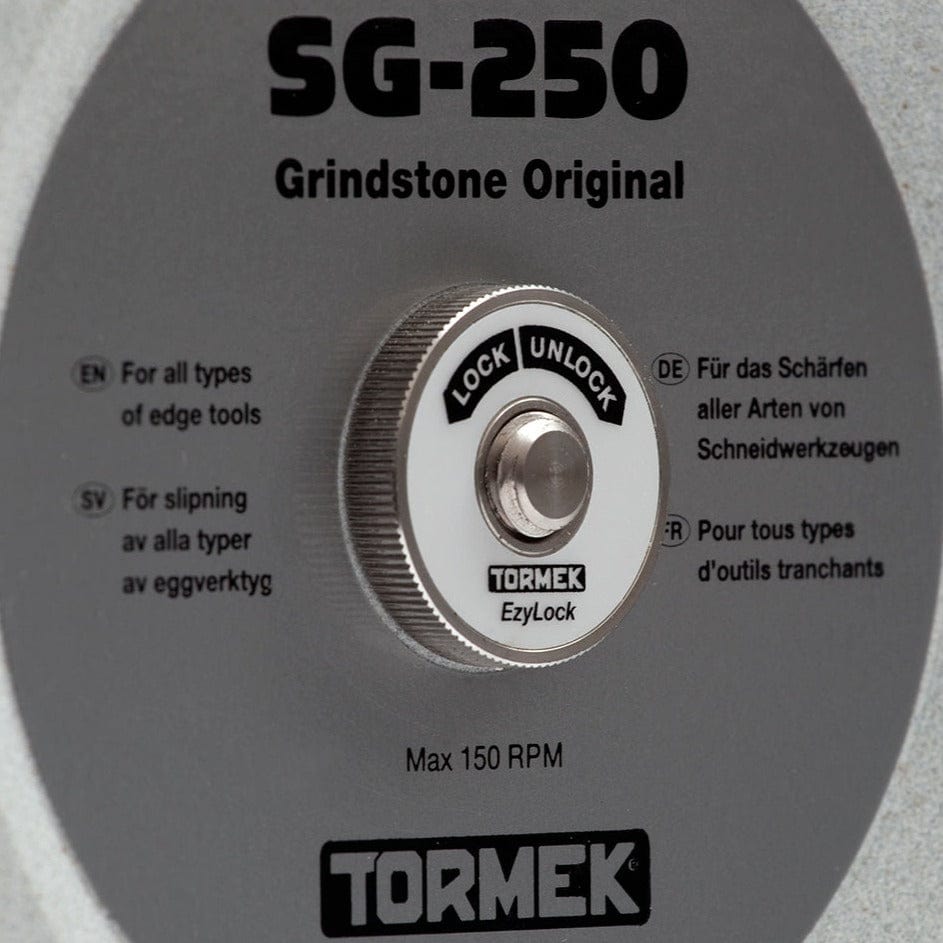 SG-250
Grindstone Original
LOCK UNLOCK
TORMEK
EzyLock
EN For all types
of edge tools
SV För slipning
av alla typer
av eggverktyg
DE Für das Schärfen
aller Arten von
Schneidwerkzeugen
FR Pour tous types
d'outils tranchants
Max 150 RPM
TORMEK